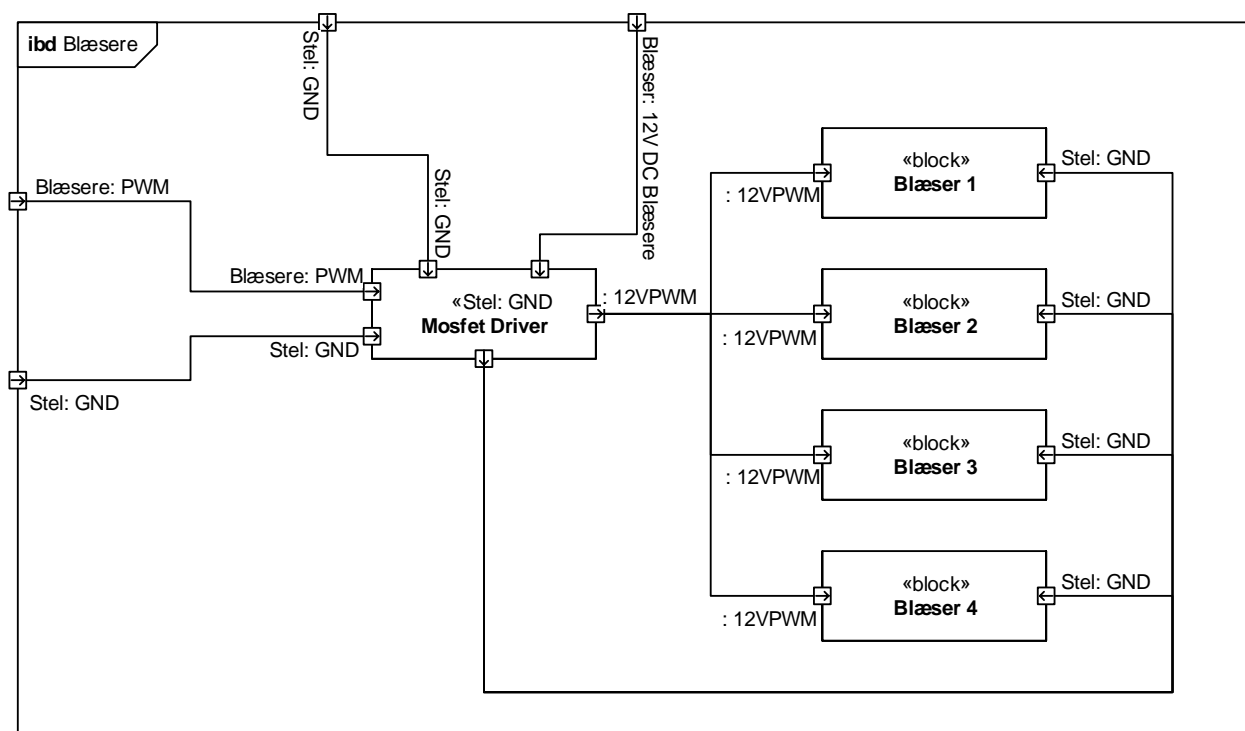 ibd Blæsere
Stel: GND
Blæser: 12V DC Blæsere
Blæsere: PWM
Stel: GND
Blæsere: PWM
Stel: GND
Stel: GND
«Stel: GND
Mosfet Driver
: 12VPWM
«block»
Blæser 1
Stel: GND
: 12VPWM
«block»
Blæser 2
Stel: GND
: 12VPWM
«block»
Blæser 3
Stel: GND
: 12VPWM
«block»
Blæser 4
Stel: GND
: 12VPWM